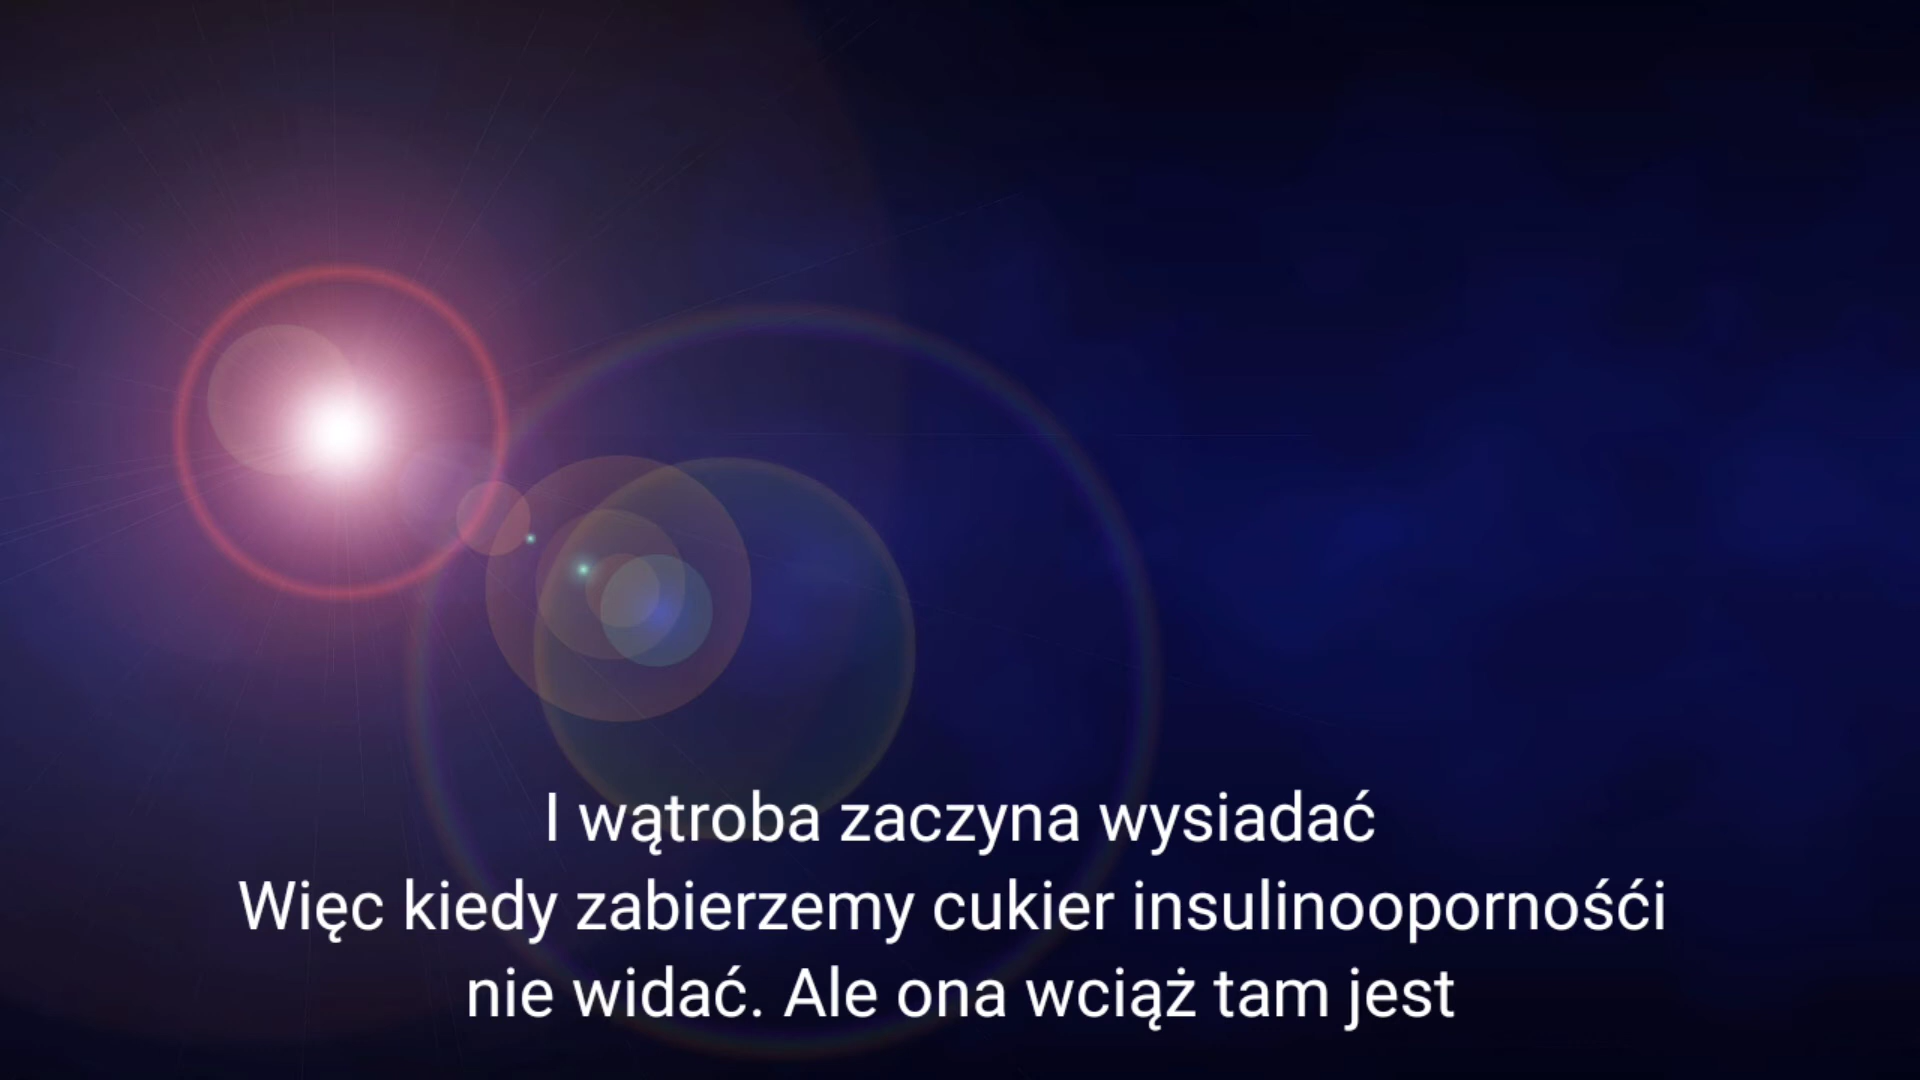 I wątroba zaczyna wysiadać
Więc kiedy zabierzemy cukier insulinoopornośći
nie widać. Ale ona wciąż tam jest